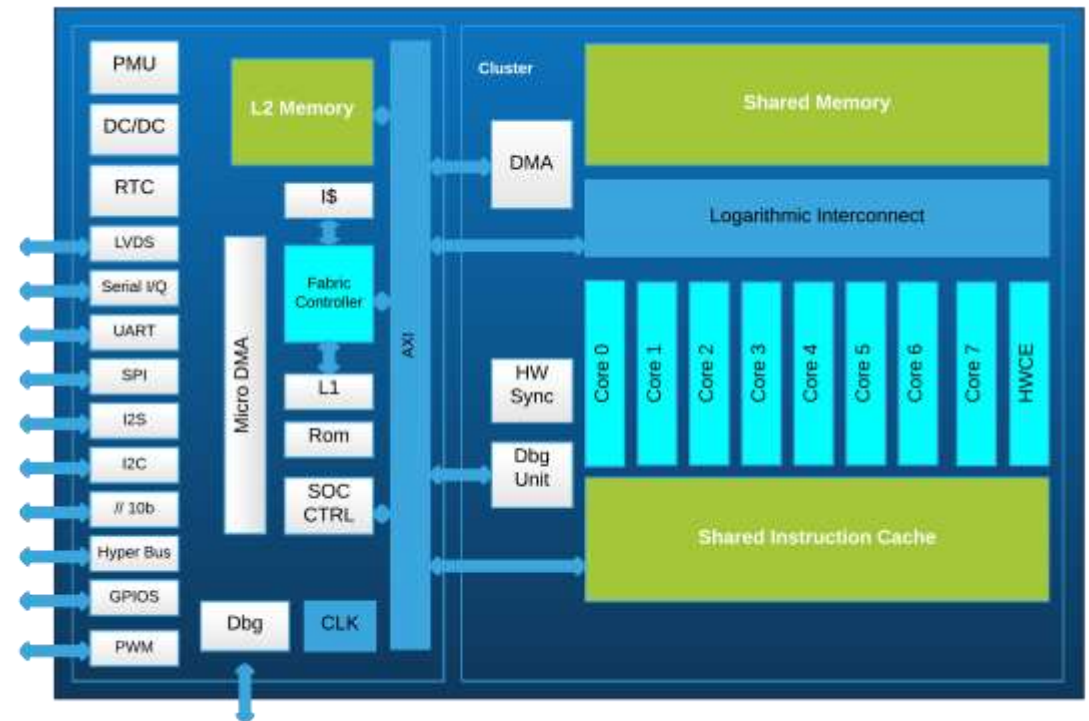 PMU
DC/DC
RTC
LVDS
Serial I/Q
UART
SPI
I2S
I2C
// 10b
Hyper Bus
GPIOS
PWM
L2 Memory
I$
Fabric
Controller
Micro DMA
L1
Rom
SOC
CTRL
Dbg
CLK
AXI
Cluster
DMA
HW
Sync
Dbg
Unit
Shared Memory
Logarithmic Interconnect
Core 0
Core 1
Core 2
Core 3
Core 4
Core 5
Core 6
Core 7
HWCE
Shared Instruction Cache